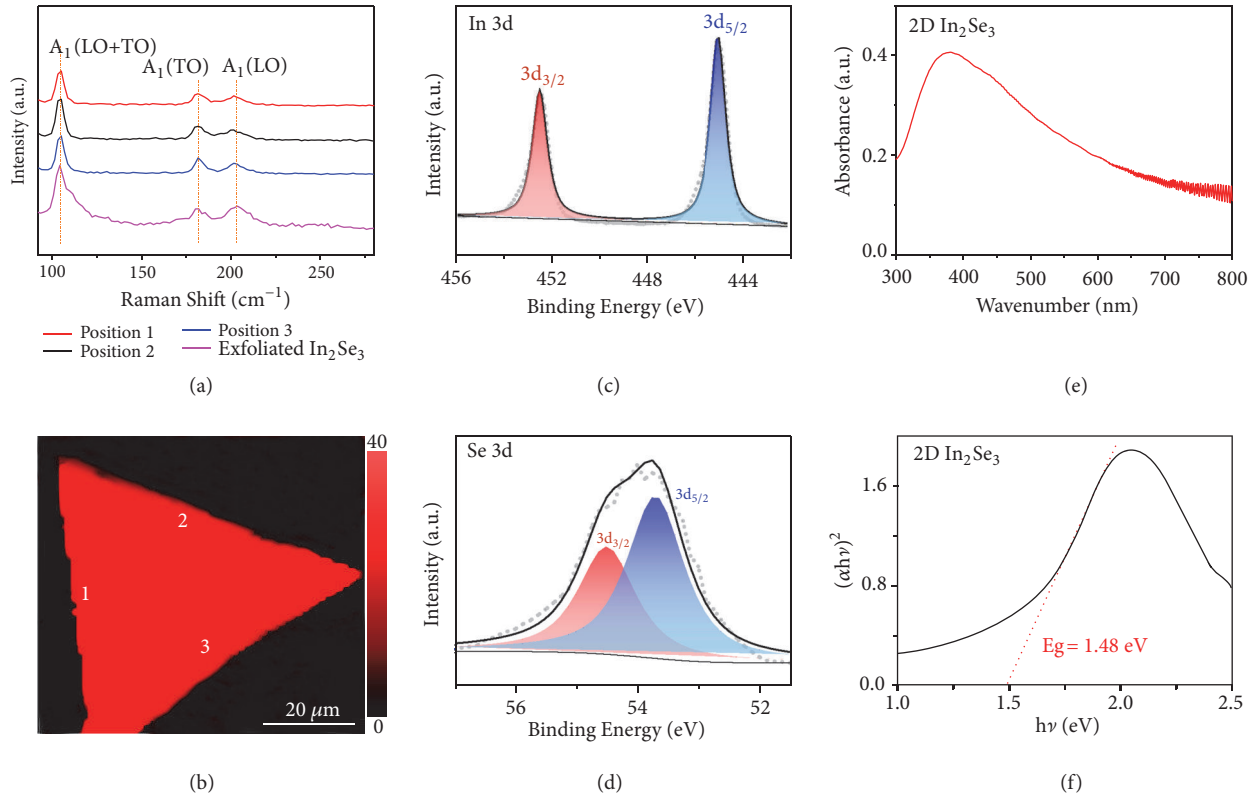 A₁(LO+TO)
A₁(TO) A₁(LO)
Intensity (a.u.)
100 150 200 250
Raman Shift (cm⁻¹)
Position 1 Position 3
Position 2 Exfoliated In₂Se₃
(a)
In 3d
3d₅/₂
3d₃/₂
Intensity (a.u.)
456 452 448 444
Binding Energy (eV)
(c)
2D In₂Se₃
0.4
0.2
0.0
Absorbance (a.u.)
300 400 500 600 700 800
Wavenumber (nm)
(e)
40
2
1
3
20 μm
0
(b)
Se 3d
3d₅/₂
3d₃/₂
Intensity (a.u.)
56 54 52
Binding Energy (eV)
(d)
2D In₂Se₃
1.6
0.8
0.0
(αhν)²
Eg = 1.48 eV
1.0 1.5 2.0 2.5
hν (eV)
(f)